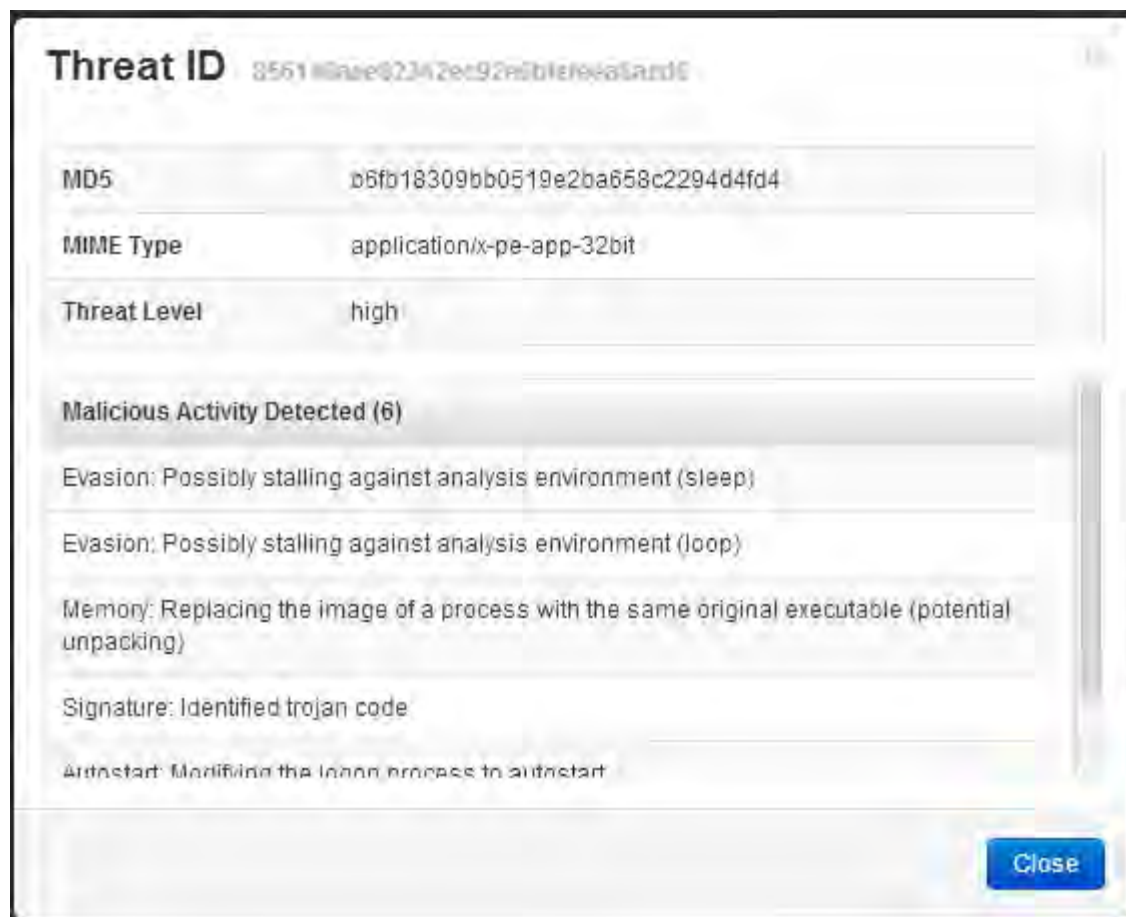 Threat ID
MD5 b6fb18309bb0519e2ba658c2294d4fd4
MIME Type application/x-pe-app-32bit
Threat Level high
Malicious Activity Detected (6)
Evasion: Possibly stalling against analysis environment (sleep)
Evasion: Possibly stalling against analysis environment (loop)
Memory: Replacing the image of a process with the same original executable (potential
unpacking)
Signature: Identified trojan code
Autostart: Modifying the logon process to autostart
Close